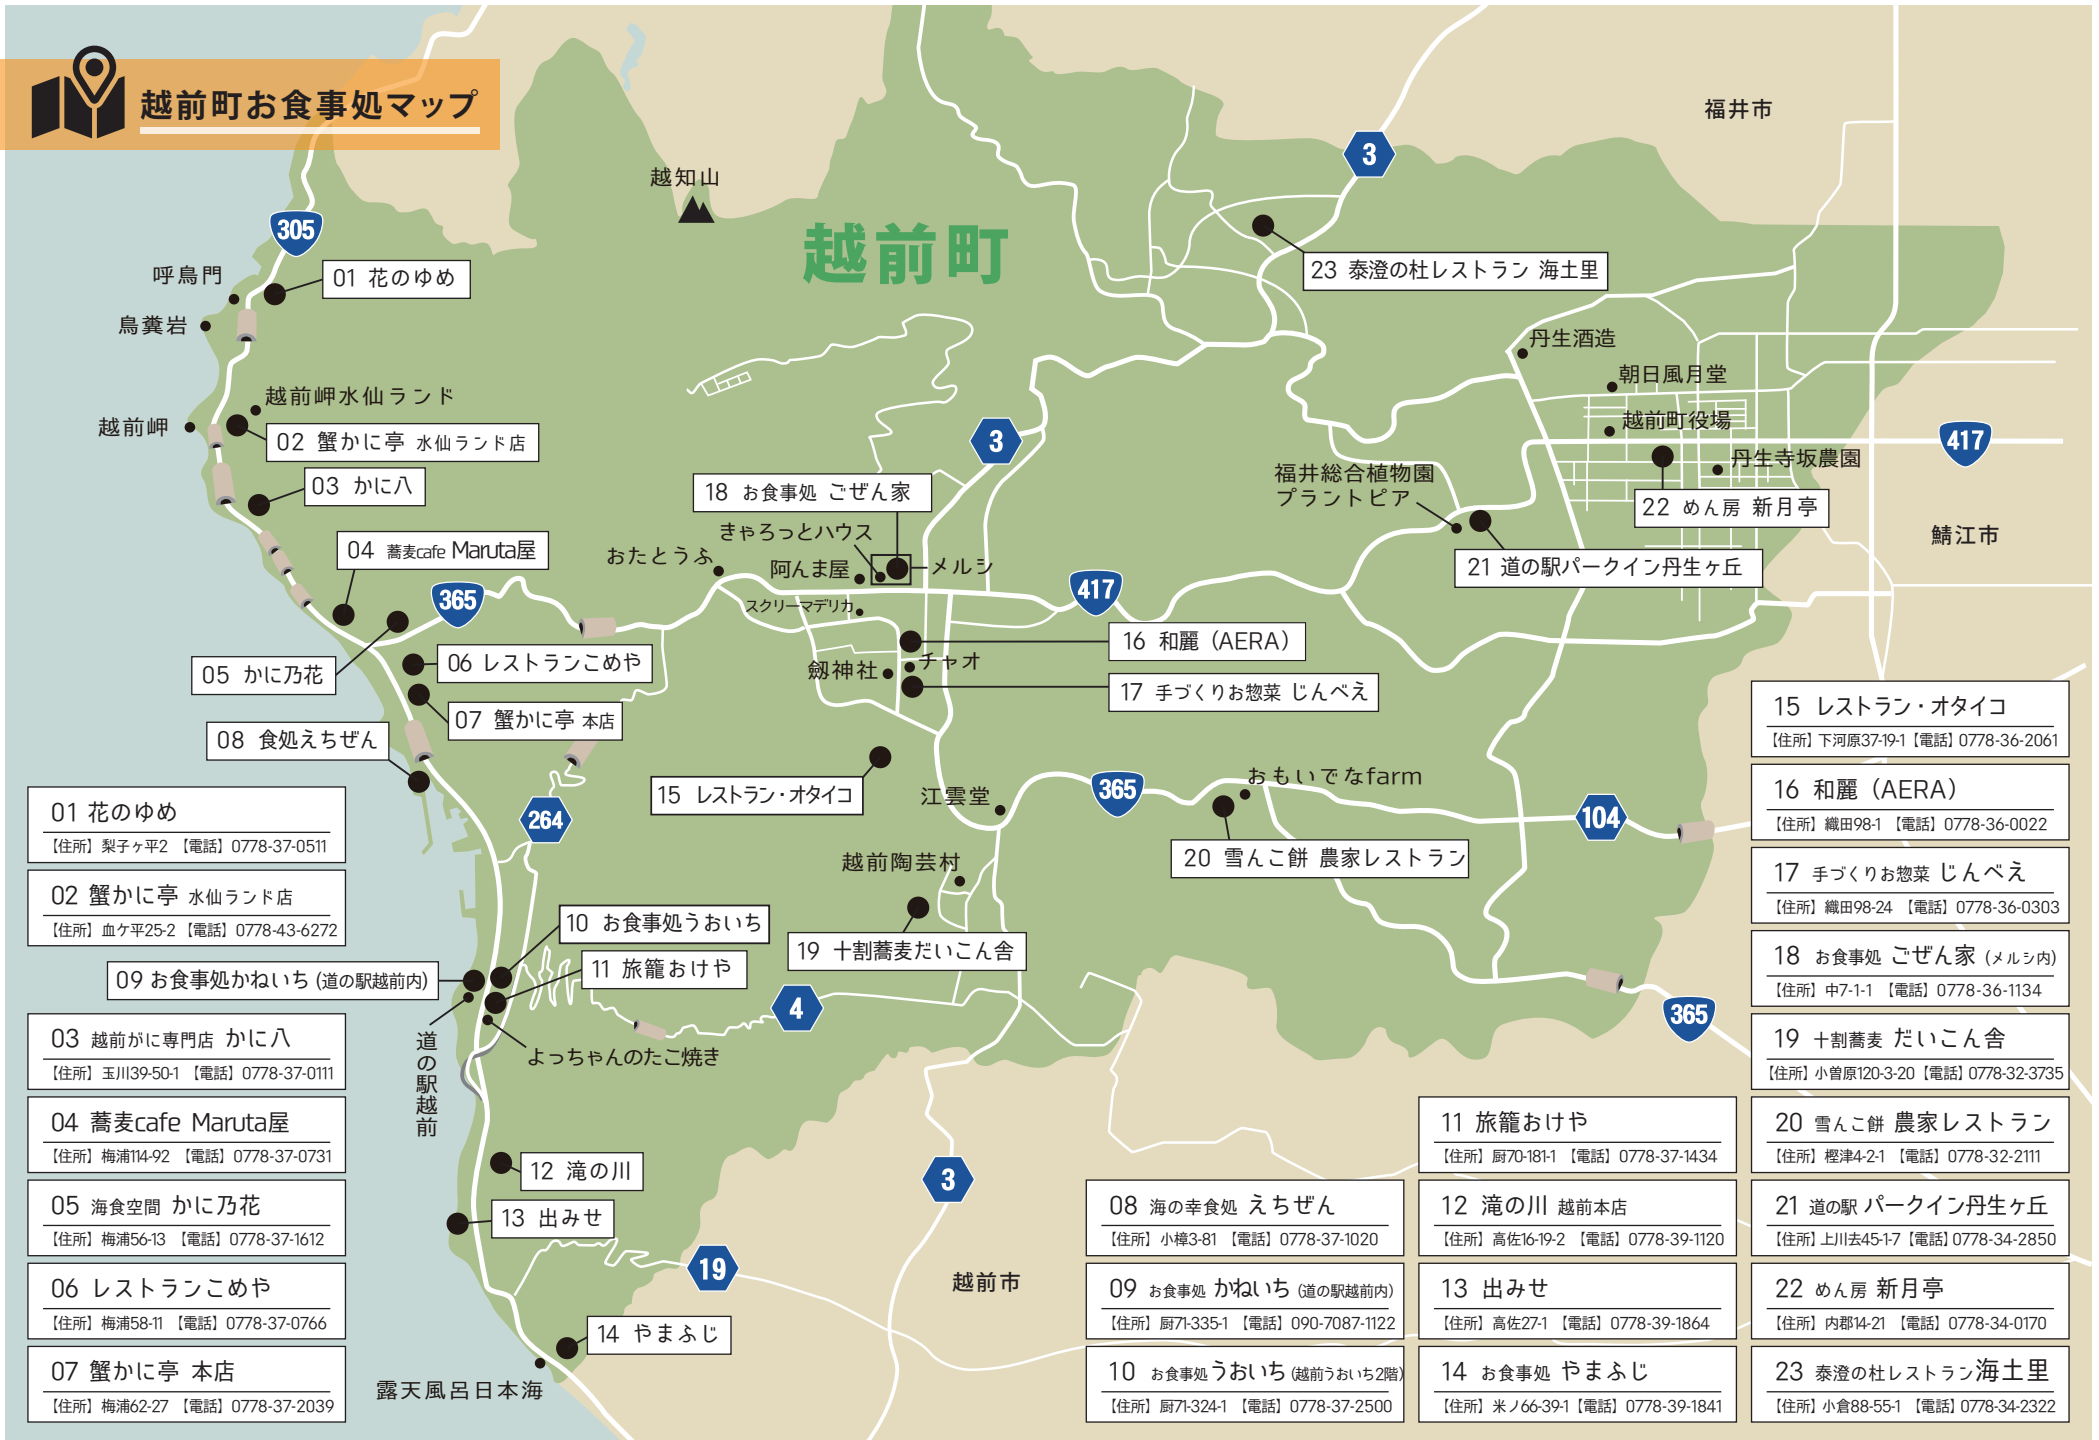 越前町お食事処マップ
福井市
越知山
越前町
3
305
呼鳥門
01 花のゆめ
23 泰澄の杜レストラン 海土里
鳥糞岩
丹生酒造
朝日風月堂
越前岬水仙ランド
越前岬
02 蟹かに亭 水仙ランド店
越前町役場
3
417
丹生寺坂農園
福井総合植物園
プラントピア
03 かに八
18 お食事処 ごぜん家
22 めん房 新月亭
きゃろっとハウス
鯖江市
04 蕎麦cafe Maruta屋
おたとうふ
阿んま屋
メルシ
21 道の駅パークイン丹生ヶ丘
365
417
スクリーマデリカ
16 和麗（AERA）
05 かに乃花
06 レストランこめや
劔神社
チャオ
17 手づくりお惣菜 じんべえ
07 蟹かに亭 本店
08 食処えちぜん
15 レストラン・オタイコ
江雲堂
365
おもいでなfarm
264
104
20 雪んこ餅 農家レストラン
越前陶芸村
10 お食事処うおいち
19 十割蕎麦だいこん舎
11 旅籠おけや
09 お食事処かねいち（道の駅越前内）
4
365
道の駅越前
よっちゃんのたこ焼き
12 滝の川
3
13 出みせ
19
越前市
14 やまふじ
露天風呂日本海
01 花のゆめ
【住所】梨子ヶ平2 【電話】0778-37-0511
02 蟹かに亭 水仙ランド店
【住所】血ケ平25-2 【電話】0778-43-6272
03 越前がに専門店 かに八
【住所】玉川39-50-1 【電話】0778-37-0111
04 蕎麦cafe Maruta屋
【住所】梅浦114-92 【電話】0778-37-0731
05 海食空間 かに乃花
【住所】梅浦56-13 【電話】0778-37-1612
06 レストランこめや
【住所】梅浦58-11 【電話】0778-37-0766
07 蟹かに亭 本店
【住所】梅浦62-27 【電話】0778-37-2039
08 海の幸食処 えちぜん
【住所】小樟3-81 【電話】0778-37-1020
09 お食事処 かねいち（道の駅越前内）
【住所】厨71-335-1 【電話】090-7087-1122
10 お食事処うおいち（越前うおいち2階）
【住所】厨71-324-1 【電話】0778-37-2500
11 旅籠おけや
【住所】厨70-181-1 【電話】0778-37-1434
12 滝の川 越前本店
【住所】高佐16-19-2 【電話】0778-39-1120
13 出みせ
【住所】高佐27-1 【電話】0778-39-1864
14 お食事処 やまふじ
【住所】米ノ66-39-1【電話】0778-39-1841
15 レストラン・オタイコ
【住所】下河原37-19-1【電話】0778-36-2061
16 和麗（AERA）
【住所】織田98-1 【電話】0778-36-0022
17 手づくりお惣菜 じんべえ
【住所】織田98-24 【電話】0778-36-0303
18 お食事処 ごぜん家（メルシ内）
【住所】中7-1-1 【電話】0778-36-1134
19 十割蕎麦 だいこん舎
【住所】小曽原120-3-20【電話】0778-32-3735
20 雪んこ餅 農家レストラン
【住所】樫津4-2-1 【電話】0778-32-2111
21 道の駅 パークイン丹生ヶ丘
【住所】上川去45-1-7【電話】0778-34-2850
22 めん房 新月亭
【住所】内郡14-21 【電話】0778-34-0170
23 泰澄の杜レストラン海土里
【住所】小倉88-55-1 【電話】0778-34-2322